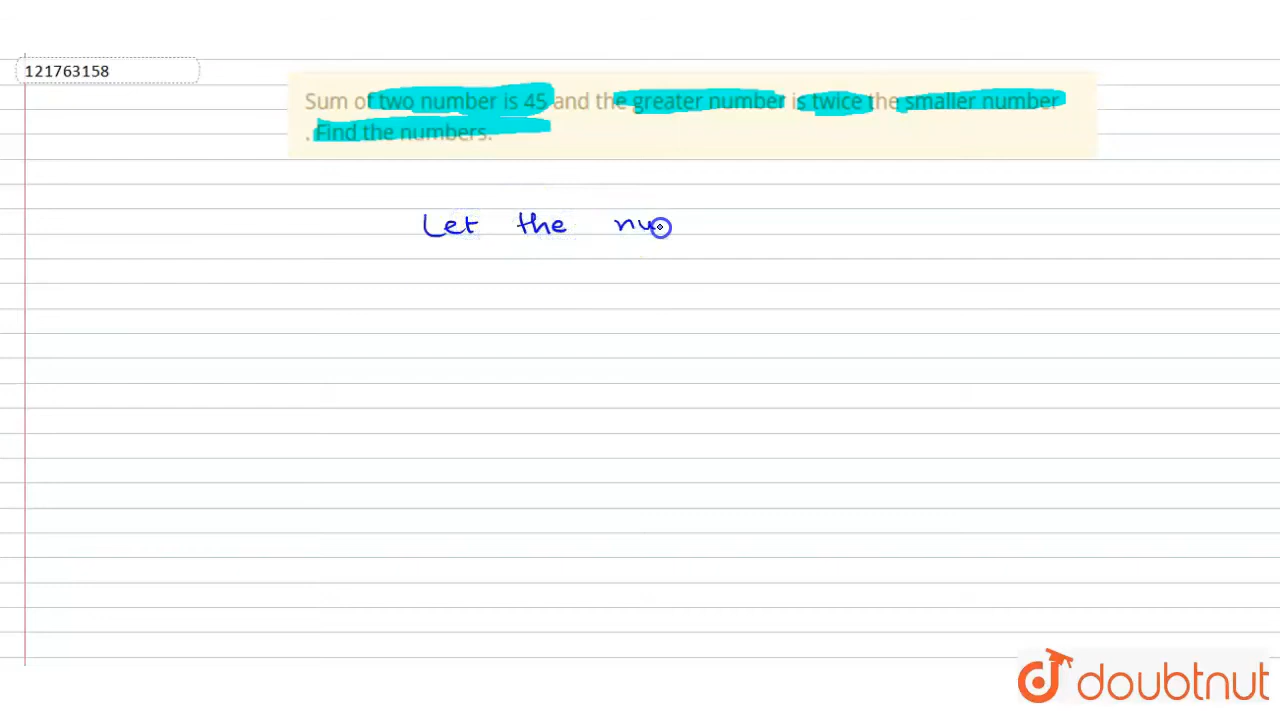 121763158
Sum of two number is 45 and the greater number is twice the smaller number
. Find the numbers.
Let the nu
doubtnut